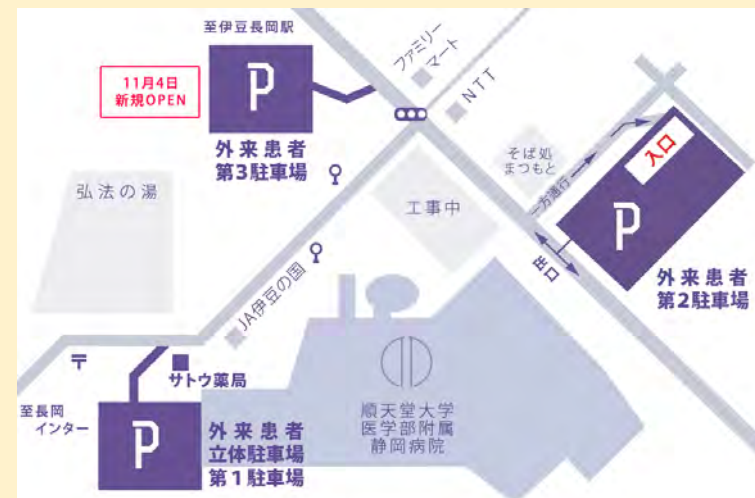 至伊豆長岡駅
11月4日
新規OPEN
P
外来患者
第3駐車場
ファミリー
マート
NTT
そば処
まつもと
一方通行
入口
P
出口
外来患者
第2駐車場
弘法の湯
工事中
JA伊豆の国
〒
サトウ薬局
至長岡
インター
P
外来患者
立体駐車場
第1駐車場
順天堂大学
医学部附属
静岡病院